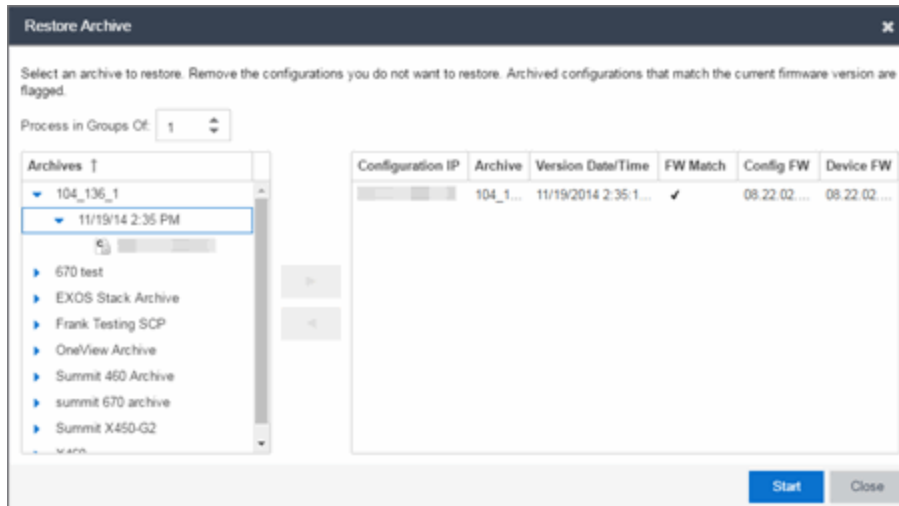 Restore Archive
Select an archive to restore. Remove the configurations you do not want to restore. Archived configurations that match the current firmware version are
flagged.
Process in Groups Of: 1
Archives ↑
Configuration IP Archive Version Date/Time FW Match Config FW Device FW
104_136_1
104_1... 11/19/2014 2:35:1... ✔ 08.22.02.... 08.22.02....
11/19/14 2:35 PM
670 test
EXOS Stack Archive
Frank Testing SCP
OneView Archive
Summit 460 Archive
summit 670 archive
Summit X450-G2
Start Close